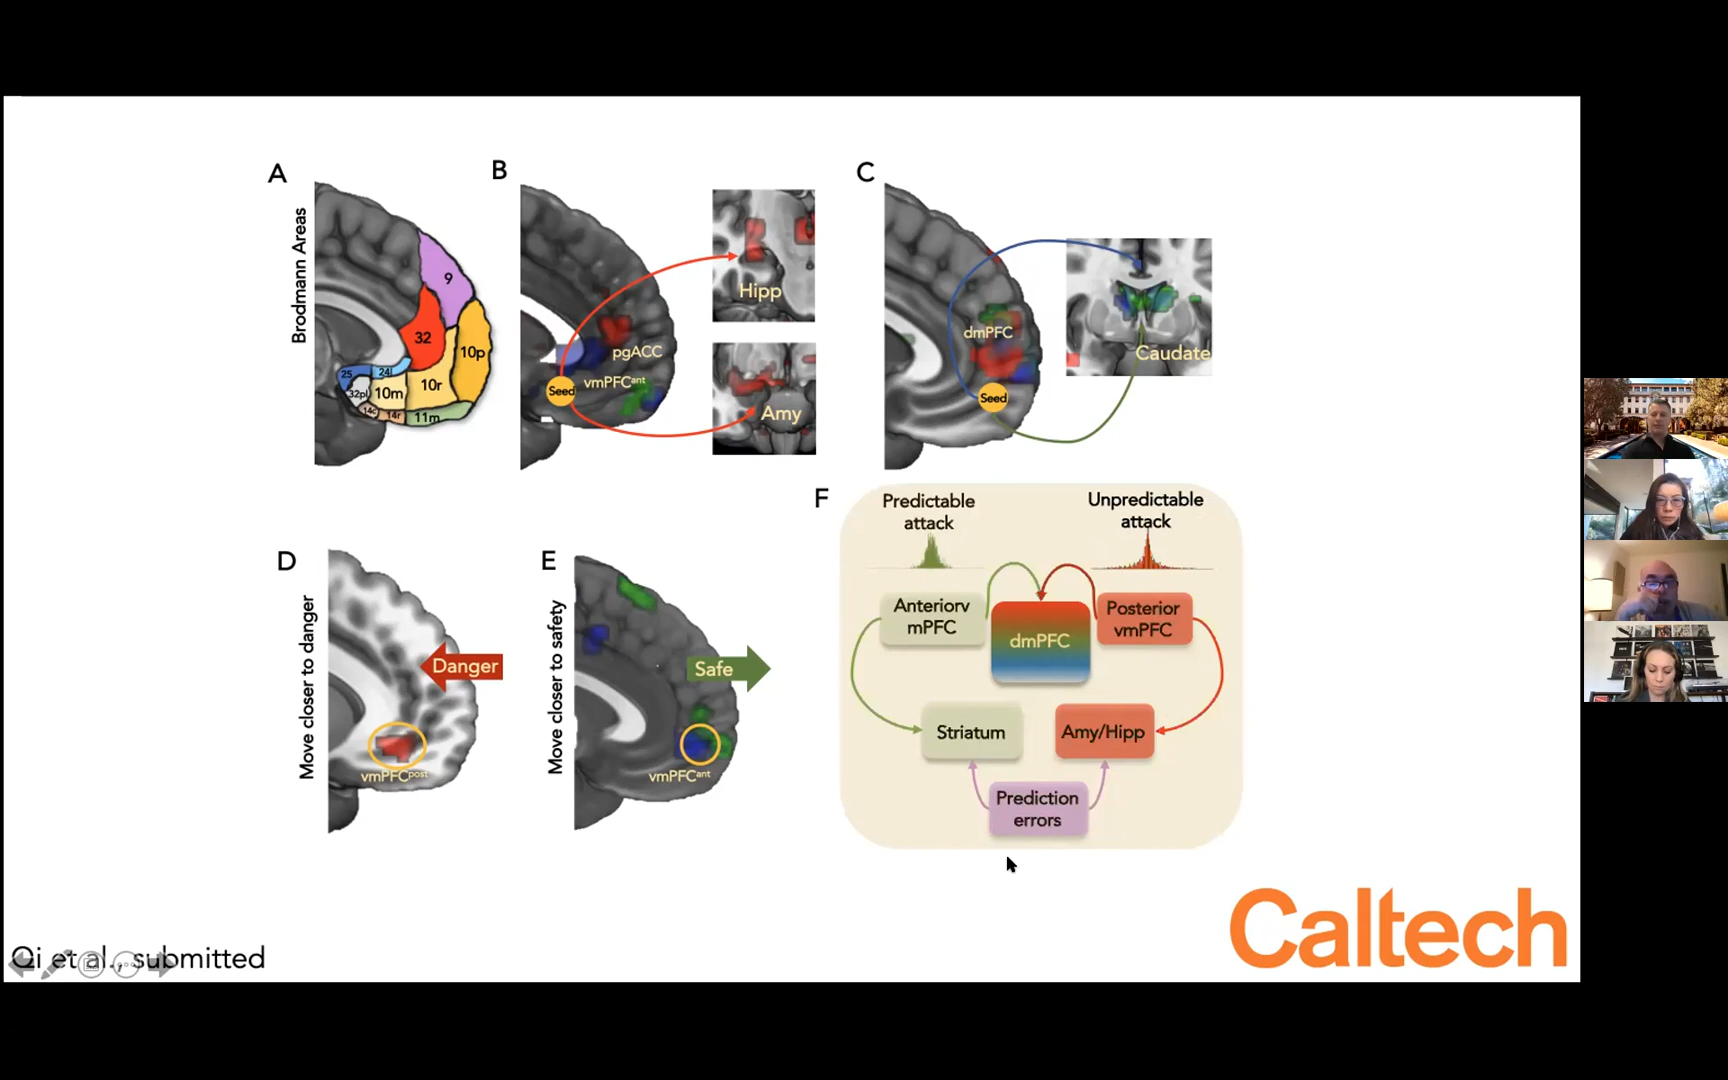 A
B
C
Brodmann Areas
9
32
10p
10r
10m
25
24
32pl
14c
14r
11m
Hipp
pgACC
vmPFCant
Seed
Amy
dmPFC
Seed
Caudate
D
Move closer to danger
Danger
vmPFCpost
E
Move closer to safety
Safe
vmPFCant
F
Predictable
attack
Unpredictable
attack
Anteriorv
mPFC
dmPFC
Posterior
vmPFC
Striatum
Amy/Hipp
Prediction
errors
Qi et al., submitted
Caltech